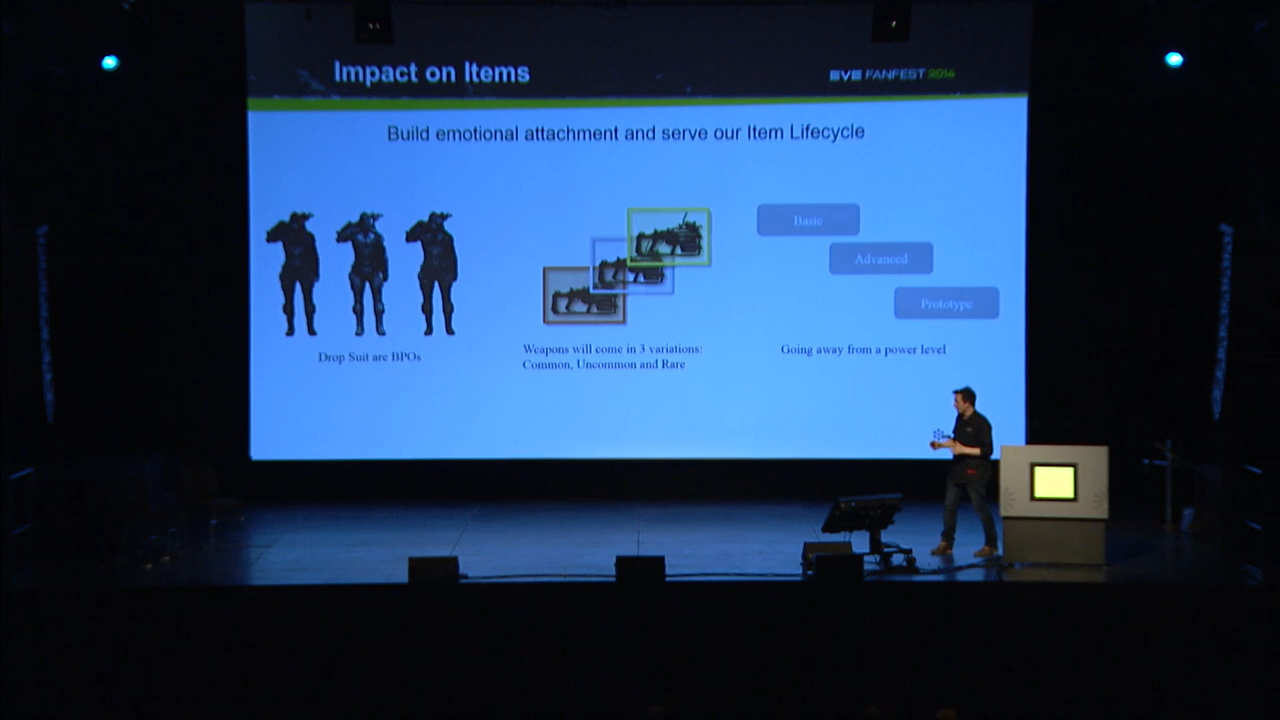 Impact on Items
EVE FANFEST 2014
Build emotional attachment and serve our Item Lifecycle
Basic
Advanced
Prototype
Drop Suit are BPOs
Weapons will come in 3 variations:
Common, Uncommon and Rare
Going away from a power level